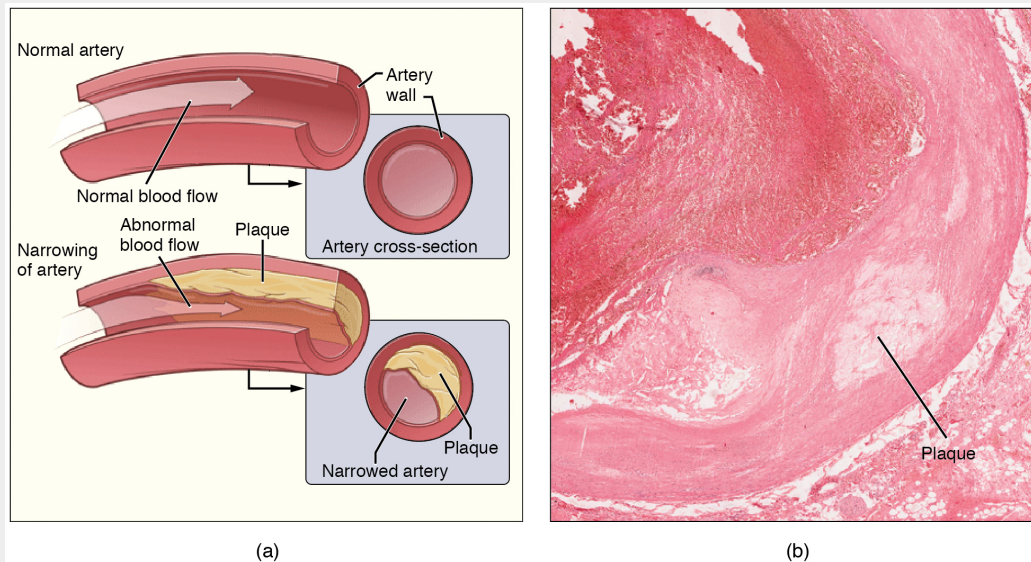 Normal artery
Artery
wall
Normal blood flow
Artery cross-section
Abnormal
blood flow
Plaque
Narrowing
of artery
Plaque
Narrowed artery
Plaque
(a)
(b)